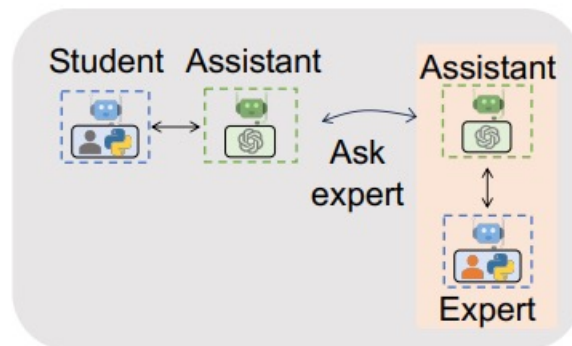 Student
Assistant
Assistant
Ask
expert
Expert